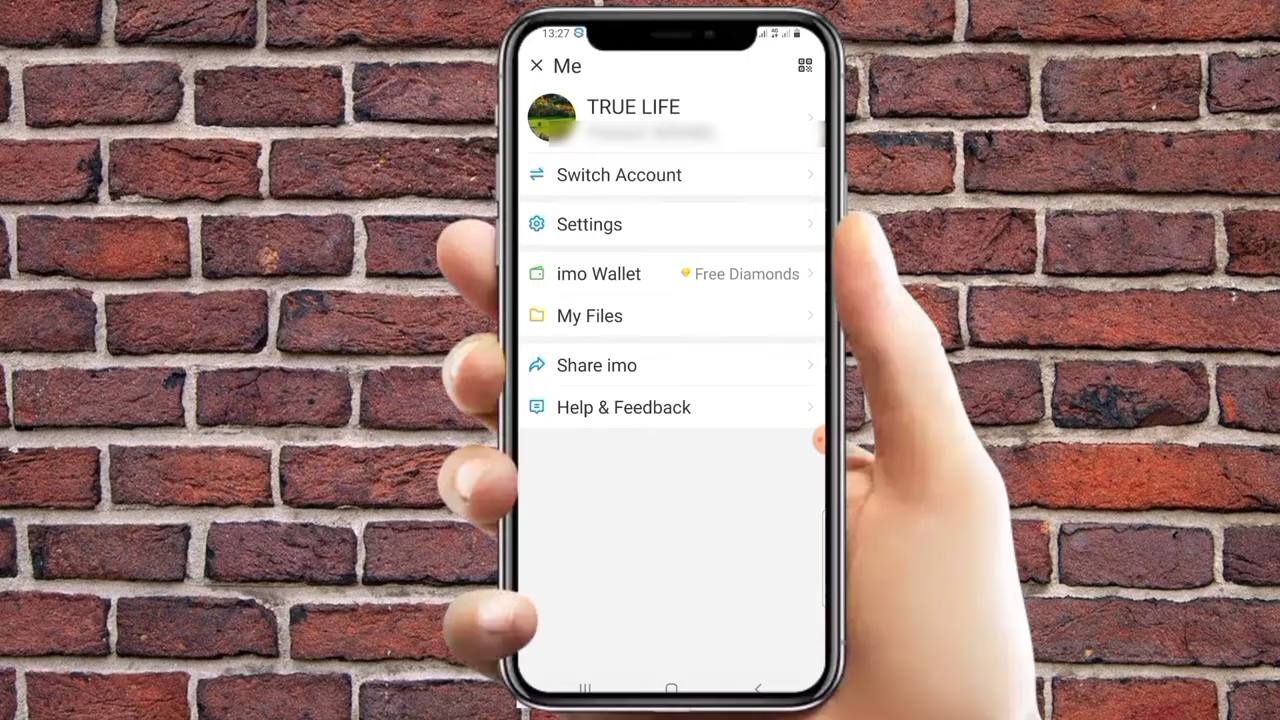 13:27
Me
TRUE LIFE
Switch Account
Settings
imo Wallet Free Diamonds
My Files
Share imo
Help & Feedback